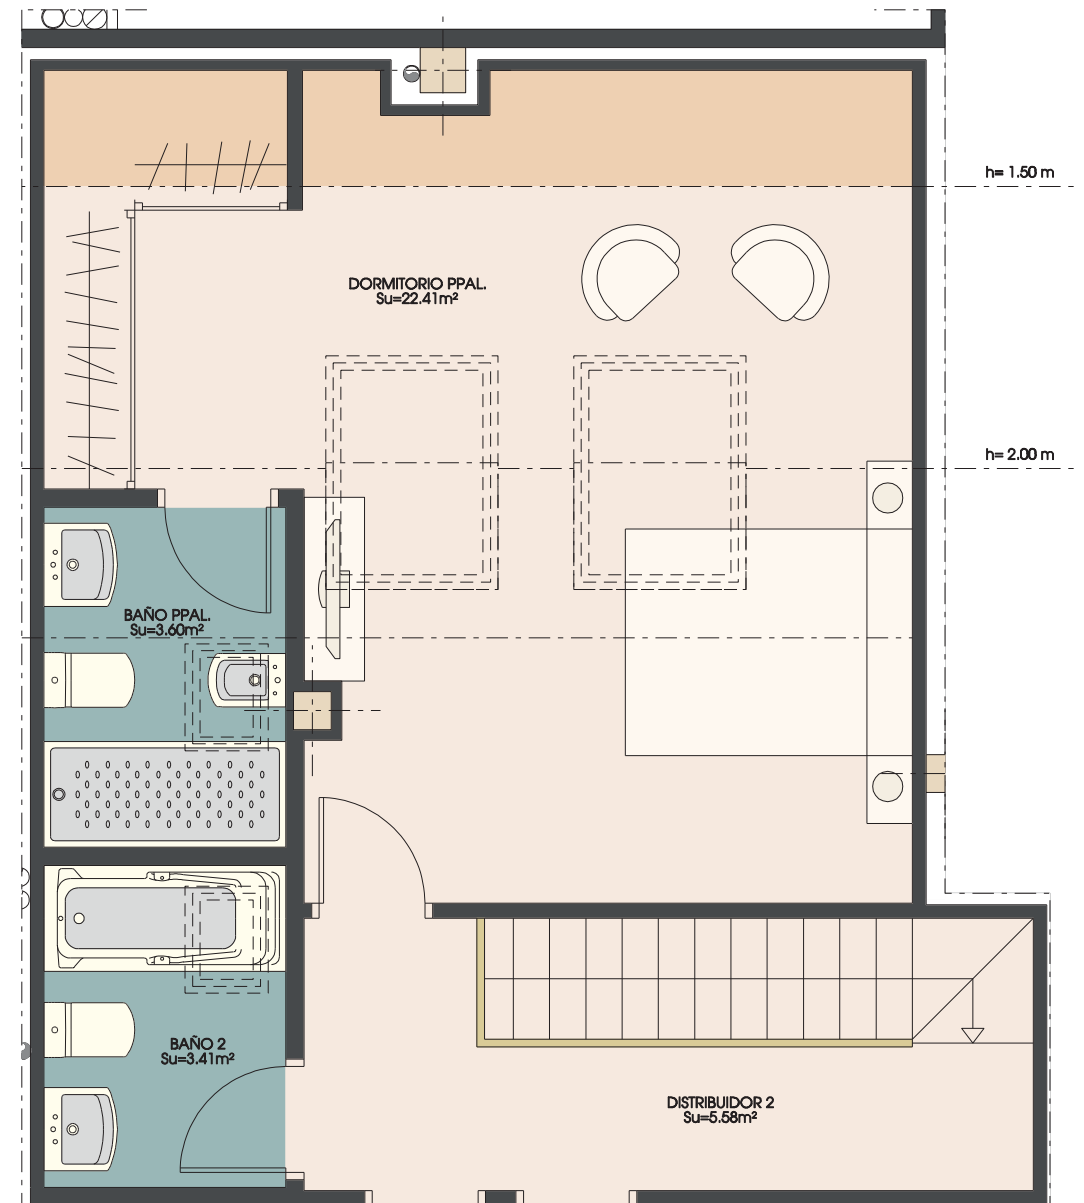 h= 1.50 m
DORMITORIO PPAL.
Su=22.41m²
h= 2.00 m
BAÑO PPAL.
Su=3.60m²
BAÑO 2
Su=3.41m²
DISTRIBUIDOR 2
Su=5.58m²